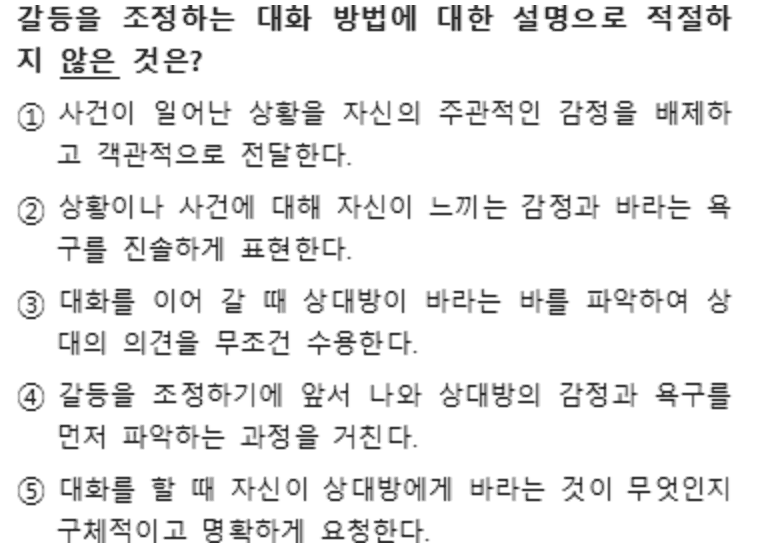 갈등을 조정하는 대화 방법에 대한 설명으로 적절하
지 않은 것은?
① 사건이 일어난 상황을 자신의 주관적인 감정을 배제하
고 객관적으로 전달한다.
② 상황이나 사건에 대해 자신이 느끼는 감정과 바라는 욕
구를 진솔하게 표현한다.
③ 대화를 이어 갈 때 상대방이 바라는 바를 파악하여 상
대의 의견을 무조건 수용한다.
④ 갈등을 조정하기에 앞서 나와 상대방의 감정과 욕구를
먼저 파악하는 과정을 거친다.
⑤ 대화를 할 때 자신이 상대방에게 바라는 것이 무엇인지
구체적이고 명확하게 요청한다.